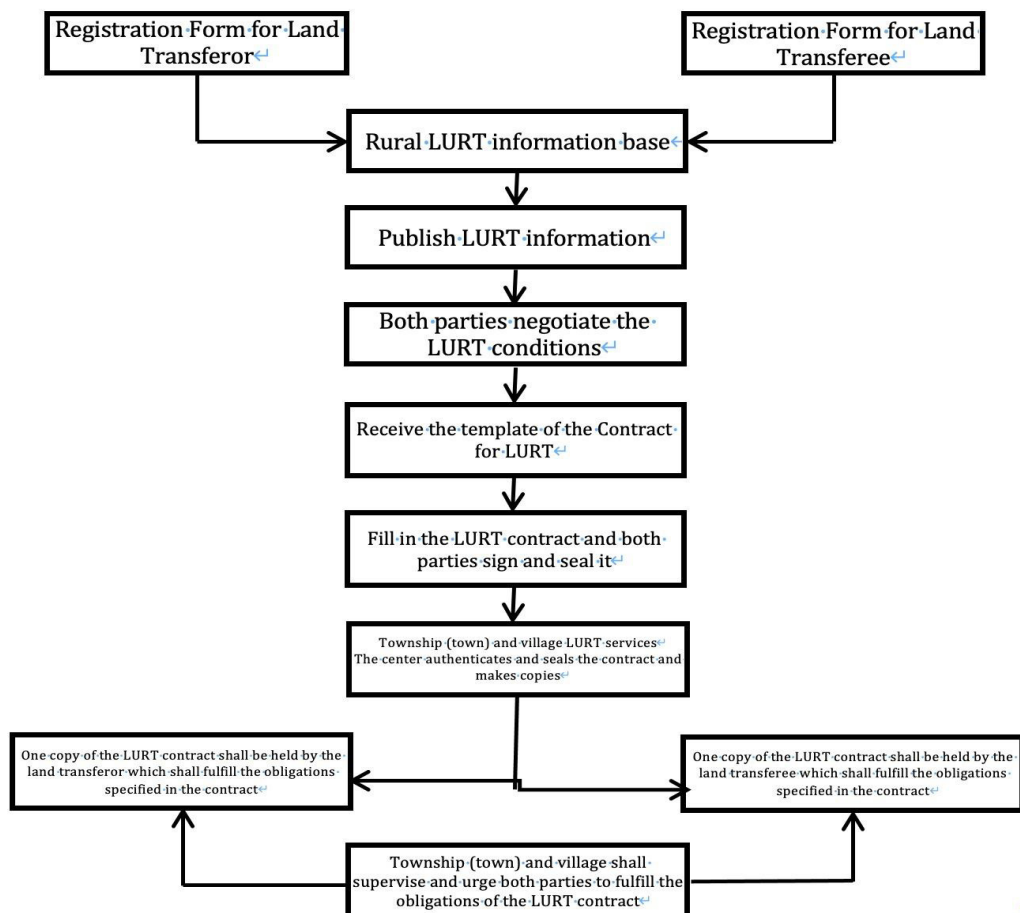 Registration Form for Land
Transferor
Registration Form for Land
Transferee
Rural LURT information base
Publish LURT information
Both parties negotiate the
LURT conditions
Receive the template of the Contract
for LURT
Fill in the LURT contract and both
parties sign and seal it
Township (town) and village LURT services
The center authenticates and seals the contract and
makes copies
One copy of the LURT contract shall be held by the
land transferor which shall fulfill the obligations
specified in the contract
One copy of the LURT contract shall be held by the
land transferee which shall fulfill the obligations
specified in the contract
Township (town) and village shall
supervise and urge both parties to fulfill the
obligations of the LURT contract